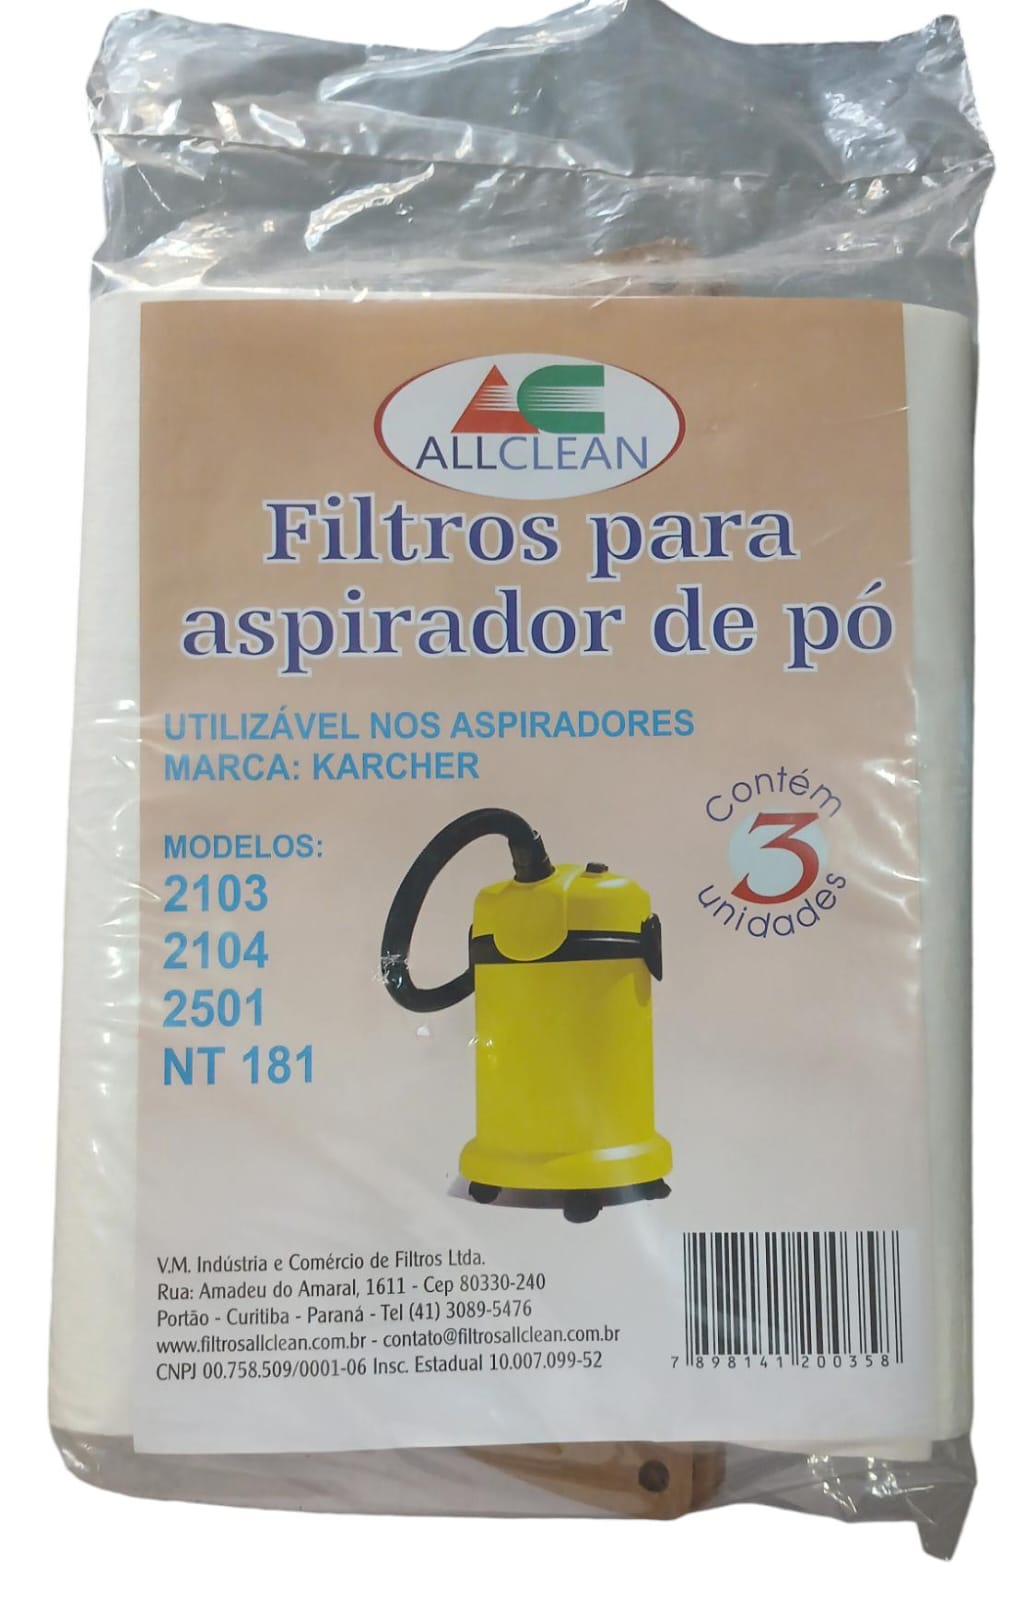 AC
ALLCLEAN
Filtros para
aspirador de pó
UTILIZÁVEL NOS ASPIRADORES
MARCA: KARCHER
Contém
3
unidades
MODELOS:
2103
2104
2501
NT 181
V.M. Indústria e Comércio de Filtros Ltda.
Rua: Amadeu do Amaral, 1611 - Cep 80330-240
Portão - Curitiba - Paraná - Tel (41) 3089-5476
www.filtrosallclean.com.br - contato@filtrosallclean.com.br
CNPJ 00.758.509/0001-06 Insc. Estadual 10.007.099-52
7 898141 200358